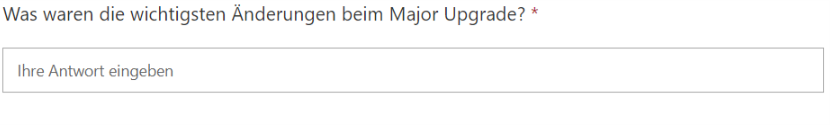 Was waren die wichtigsten Änderungen beim Major Upgrade? *
Ihre Antwort eingeben